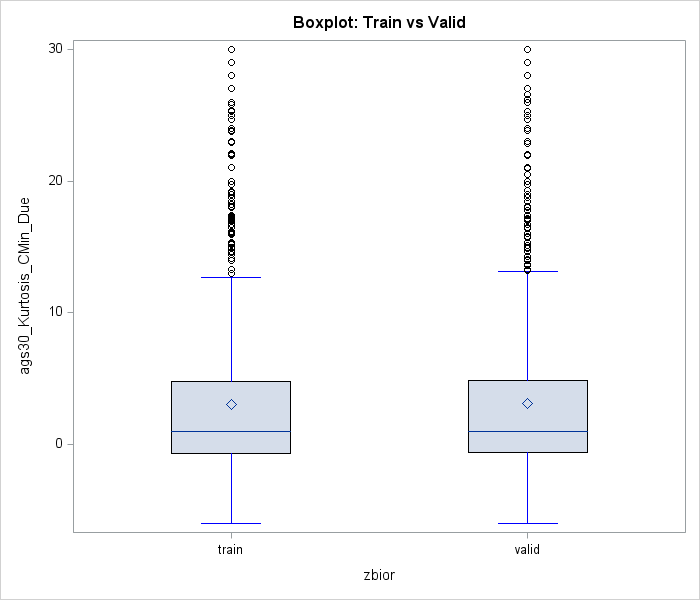 Boxplot: Train vs Valid
30
20
10
0
ags30_Kurtosis_CMin_Due
train
valid
zbior